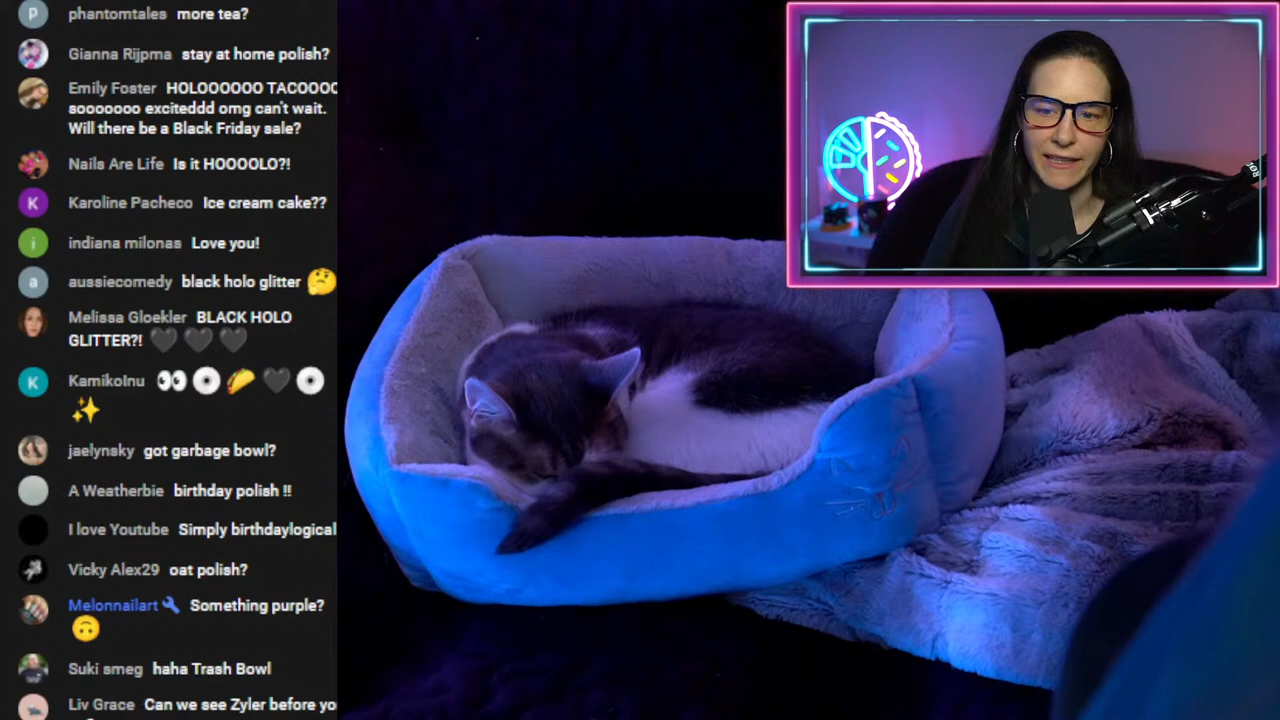 phantomtales more tea?
Gianna Rijpma stay at home polish?
Emily Foster HOLOOOOOO TACOOOO
sooooooo exciteddd omg can't wait.
Will there be a Black Friday sale?
Nails Are Life Is it HOOOOLO?!
Karoline Pacheco Ice cream cake??
indiana milonas Love you!
aussiecomedy black holo glitter 🤔
Melissa Gloekler BLACK HOLO
GLITTER?! 🖤 🖤 🖤
KamikoInu 👀 💿 🌮 🖤 💿
✨
jaelynsky got garbage bowl?
A Weatherbie birthday polish !!
I love Youtube Simply birthdaylogical
Vicky Alex29 oat polish?
Melonnailart Something purple?
🙃
Suki smeg haha Trash Bowl
Liv Grace Can we see Zyler before yo